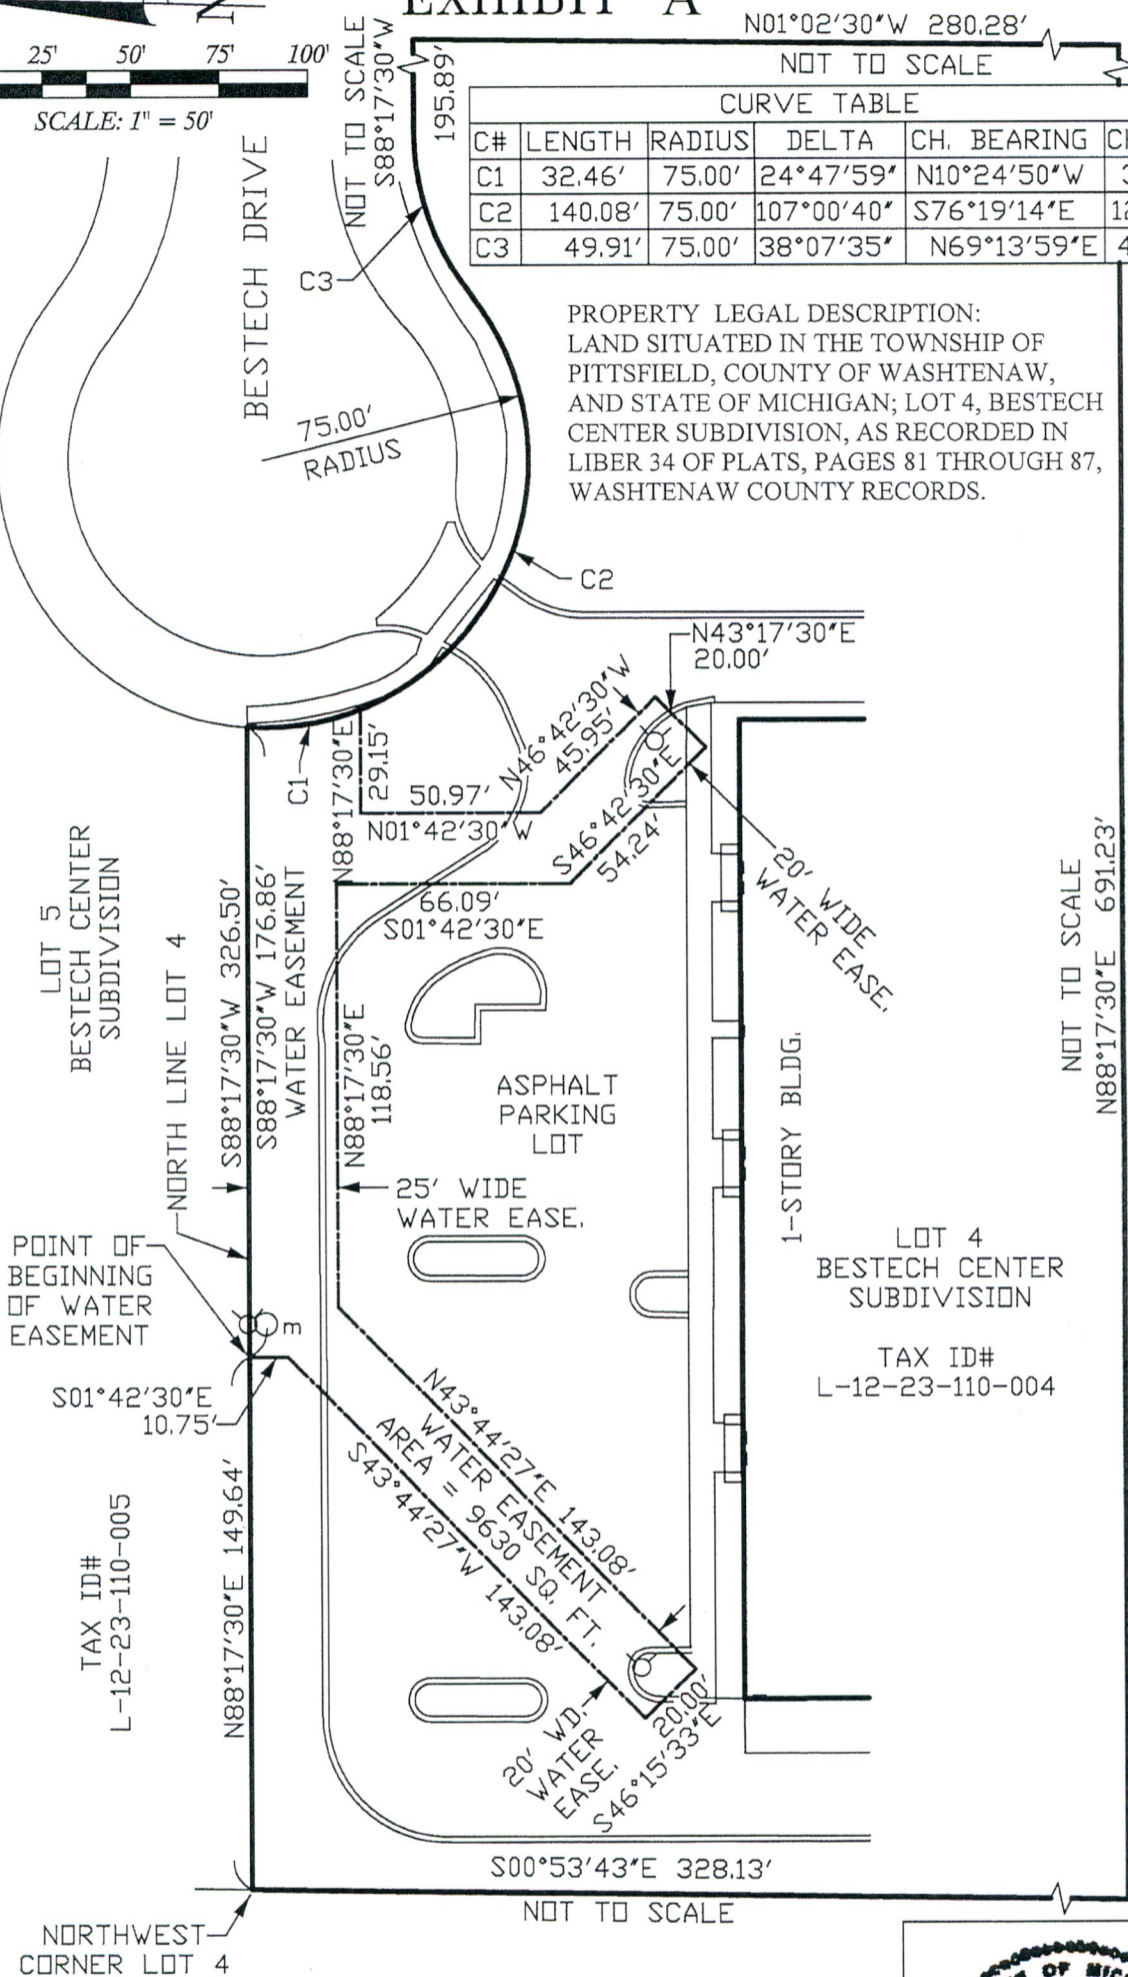 EXHIBIT "A"
N
25' 50' 75' 100'
SCALE: 1" = 50'
N01°02'30"W 280.28'
NOT TO SCALE
NOT TO SCALE
S88°17'30"W
195.89'
CURVE TABLE
C# LENGTH RADIUS DELTA CH. BEARING
C1 32.46' 75.00' 24°47'59" N10°24'50"W
C2 140.08' 75.00' 107°00'40" S76°19'14"E
C3 49.91' 75.00' 38°07'35" N69°13'59"E
BESTECH DRIVE
C3
75.00'
RADIUS
C2
PROPERTY LEGAL DESCRIPTION:
LAND SITUATED IN THE TOWNSHIP OF
PITTSFIELD, COUNTY OF WASHTENAW,
AND STATE OF MICHIGAN; LOT 4, BESTECH
CENTER SUBDIVISION, AS RECORDED IN
LIBER 34 OF PLATS, PAGES 81 THROUGH 87,
WASHTENAW COUNTY RECORDS.
N43°17'30"E
20.00'
N46°42'30"W
45.95'
C1
N88°17'30"E
29.15'
50.97'
N01°42'30"W
S46°42'30"E
54.24'
20' WIDE
WATER EASE.
66.09'
S01°42'30"E
LOT 5
BESTECH CENTER
SUBDIVISION
NORTH LINE LOT 4
S88°17'30"W 326.50'
S88°17'30"W 176.86'
WATER EASEMENT
N88°17'30"E
118.56'
ASPHALT
PARKING
LOT
1-STORY BLDG.
NOT TO SCALE
N88°17'30"E 691.23'
25' WIDE
WATER EASE.
POINT OF
BEGINNING
OF WATER
EASEMENT
m
LOT 4
BESTECH CENTER
SUBDIVISION
TAX ID#
L-12-23-110-004
S01°42'30"E
10.75'
N43°44'27"E 143.08'
WATER EASEMENT
AREA = 9630 SQ. FT.
S43°44'27"W 143.08'
TAX ID#
L-12-23-110-005
N88°17'30"E 149.64'
20' WD.
WATER
EASE.
20.00'
S46°15'33"E
S00°53'43"E 328.13'
NOT TO SCALE
NORTHWEST
CORNER LOT 4